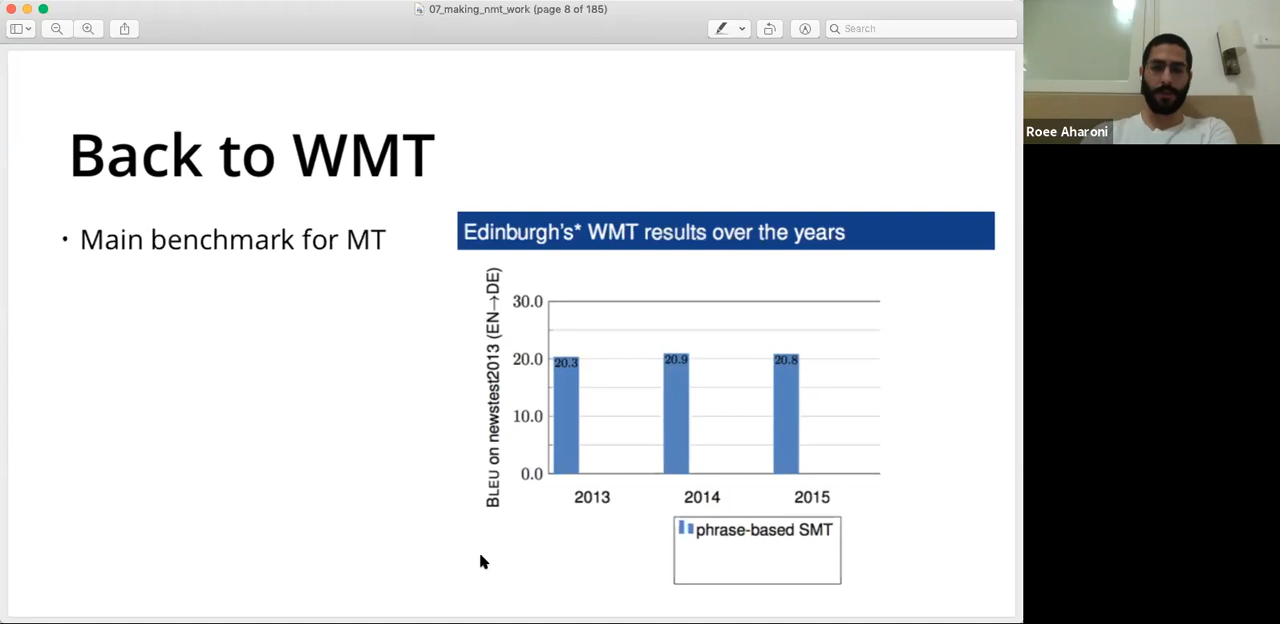 07_making_nmt_work (page 8 of 185)
Search
Roee Aharoni
Back to WMT
• Main benchmark for MT
Edinburgh's* WMT results over the years
BLEU on newstest2013 (EN→DE)
30.0
20.0
10.0
0.0
20.3
20.9
20.8
2013
2014
2015
phrase-based SMT